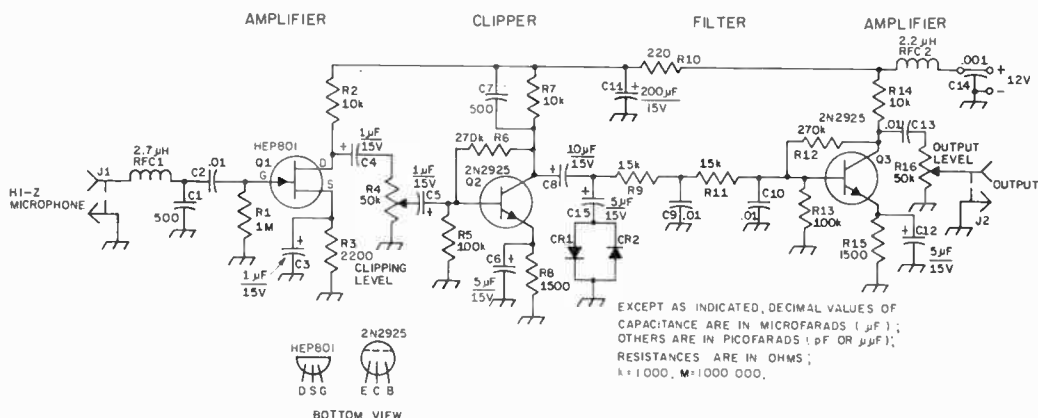 AMPLIFIER
CLIPPER
FILTER
AMPLIFIER
2.2µH
RFC2
.001
+
12V
-
C14
220
R10
R2
10k
C7
500
R7
10k
C11
+
200µF
15V
R14
10k
2N2925
.01
C13
270k
R6
270k
R12
Q3
R16
50k
OUTPUT
LEVEL
OUTPUT
J2
HEP801
Q1
D
G
S
+
1µF
15V
C4
R4
50k
CLIPPING
LEVEL
1µF
15V
C5
+
2N2925
Q2
+
10µF
15V
C8
15k
R9
15k
R11
C15
5µF
15V
C9
.01
C10
.01
R13
100k
2.7µH
RFC1
J1
HI-Z
MICROPHONE
C2
.01
C1
500
R1
1M
+
C3
1µF
15V
R3
2200
R5
100k
C6
+
5µF
15V
R8
1500
CR1
CR2
R15
1500
+
C12
5µF
15V
EXCEPT AS INDICATED, DECIMAL VALUES OF
CAPACITANCE ARE IN MICROFARADS (µF);
OTHERS ARE IN PICOFARADS (pF OR µµF);
RESISTANCES ARE IN OHMS;
k=1000, M=1000 000.
HEP801
D S G
2N2925
E C B
BOTTOM VIEW